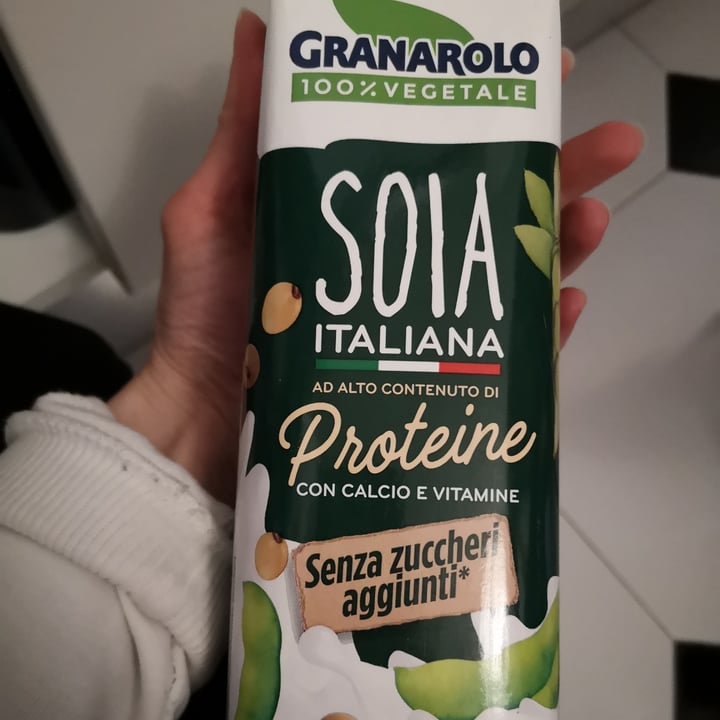 GRANAROLO
100% VEGETALE
SOIA
ITALIANA
AD ALTO CONTENUTO DI
Proteine
CON CALCIO E VITAMINE
Senza zuccheri
aggiunti*